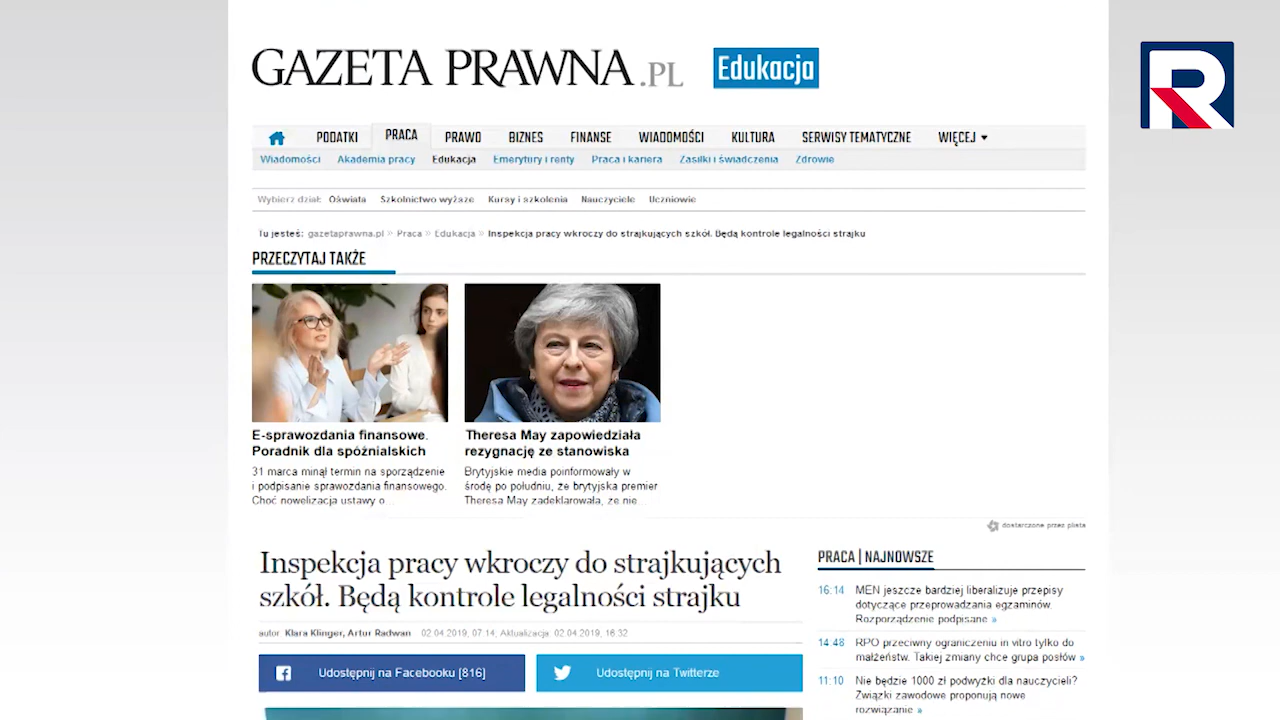 GAZETA PRAWNA.PL Edukacja
R
PODATKI PRACA PRAWO BIZNES FINANSE WIADOMOŚCI KULTURA SERWISY TEMATYCZNE WIĘCEJ
Wiadomości Akademia pracy Edukacja Emerytury i renty Praca i kariera Zasiłki i świadczenia Zdrowie
Wybierz dział: Oświata Szkolnictwo wyższe Kursy i szkolenia Nauczyciele Uczniowie
Tu jesteś: gazetaprawna.pl » Praca » Edukacja » Inspekcja pracy wkroczy do strajkujących szkół. Będą kontrole legalności strajku
PRZECZYTAJ TAKŻE
E-sprawozdania finansowe.
Poradnik dla spóźnialskich
31 marca minął termin na sporządzenie
i podpisanie sprawozdania finansowego.
Choć nowelizacja ustawy o...
Theresa May zapowiedziała
rezygnację ze stanowiska
Brytyjskie media poinformowały w
środę po południu, że brytyjska premier
Theresa May zadeklarowała, że nie...
dostarczone przez plista
Inspekcja pracy wkroczy do strajkujących
szkół. Będą kontrole legalności strajku
autor: Klara Klinger, Artur Radwan 02.04.2019, 07:14; Aktualizacja: 02.04.2019, 16:32
Udostępnij na Facebooku [816]
Udostępnij na Twitterze
PRACA | NAJNOWSZE
16:14 MEN jeszcze bardziej liberalizuje przepisy
dotyczące przeprowadzania egzaminów.
Rozporządzenie podpisane »
14:48 RPO przeciwny ograniczeniu in vitro tylko do
małżeństw. Takiej zmiany chce grupa posłów »
11:10 Nie będzie 1000 zł podwyżki dla nauczycieli?
Związki zawodowe proponują nowe
rozwiązanie »